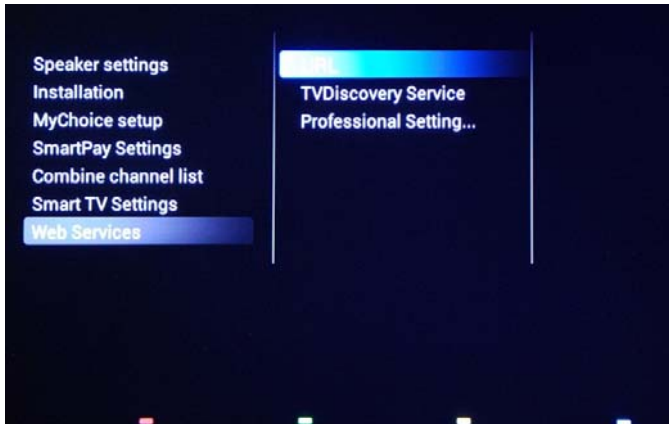 Speaker settings
Installation
MyChoice setup
SmartPay Settings
Combine channel list
Smart TV Settings
Web Services
URL
TVDiscovery Service
Professional Setting...